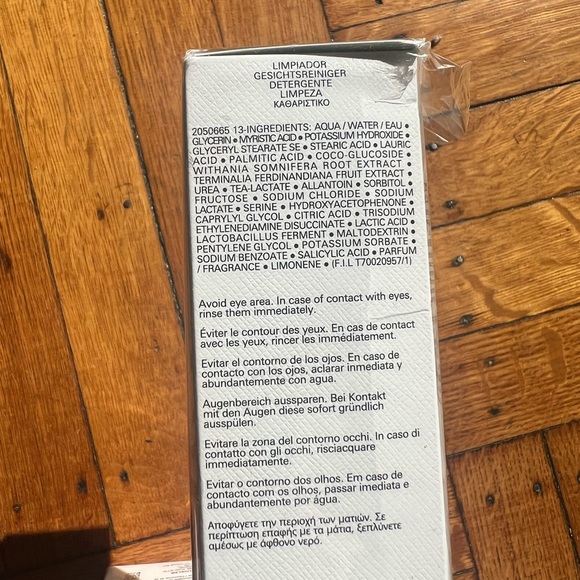 LIMPIADOR
GESICHTSREINIGER
DETERGENTE
LIMPEZA
ΚΑΘΑΡΙΣΤΙΚΟ
2050665 13-INGREDIENTS: AQUA / WATER / EAU •
GLYCERIN • MYRISTIC ACID • POTASSIUM HYDROXIDE •
GLYCERYL STEARATE SE • STEARIC ACID • LAURIC
ACID • PALMITIC ACID • COCO-GLUCOSIDE •
WITHANIA SOMNIFERA ROOT EXTRACT •
TERMINALIA FERDINANDIANA FRUIT EXTRACT •
UREA • TEA-LACTATE • ALLANTOIN • SORBITOL •
FRUCTOSE • SODIUM CHLORIDE • SODIUM
LACTATE • SERINE • HYDROXYACETOPHENONE •
CAPRYLYL GLYCOL • CITRIC ACID • TRISODIUM
ETHYLENEDIAMINE DISUCCINATE • LACTIC ACID •
LACTOBACILLUS FERMENT • MALTODEXTRIN •
PENTYLENE GLYCOL • POTASSIUM SORBATE •
SODIUM BENZOATE • SALICYLIC ACID • PARFUM
/ FRAGRANCE • LIMONENE • (F.I.L T70020957/1)
Avoid eye area. In case of contact with eyes,
rinse them immediately.
Éviter le contour des yeux. En cas de contact
avec les yeux, rincer les immédiatement.
Evitar el contorno de los ojos. En caso de
contacto con los ojos, aclarar inmediata y
abundantemente con agua.
Augenbereich aussparen. Bei Kontakt
mit den Augen diese sofort gründlich
ausspülen.
Evitare la zona del contorno occhi. In caso di
contatto con gli occhi, risciacquare
immediatamente.
Evitar o contorno dos olhos. Em caso de
contacto com os olhos, passar imediata e
abundantemente por água.
Αποφύγετε την περιοχή των ματιών. Σε
περίπτωση επαφής με τα μάτια, ξεπλύνετε
αμέσως με άφθονο νερό.